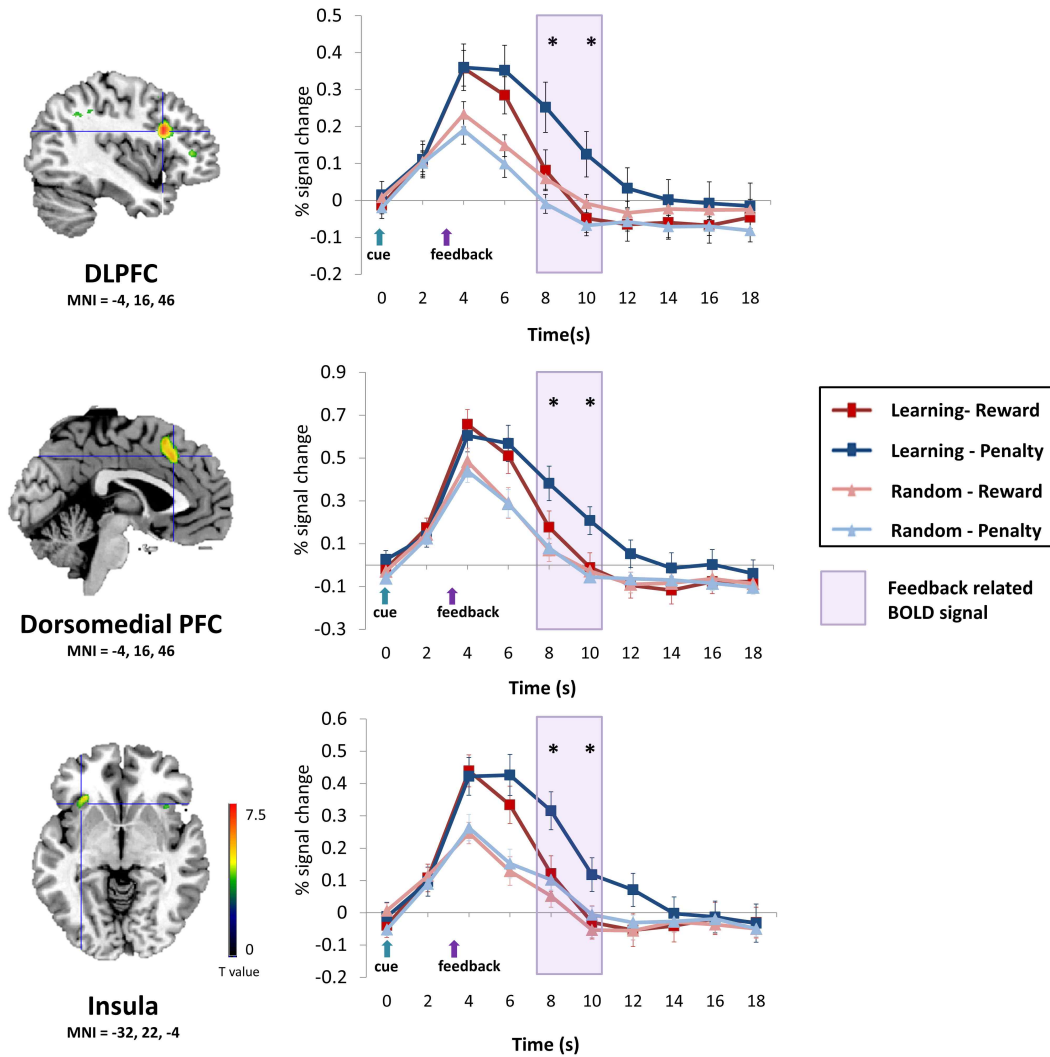 DLPFC
MNI = -4, 16, 46
% signal change
0.5
0.4
0.3
0.2
0.1
0
-0.1
-0.2
* *
cue
feedback
0 2 4 6 8 10 12 14 16 18
Time(s)
Dorsomedial PFC
MNI = -4, 16, 46
% signal change
0.9
0.7
0.5
0.3
0.1
-0.1
-0.3
* *
cue
feedback
0 2 4 6 8 10 12 14 16 18
Time (s)
Learning- Reward
Learning - Penalty
Random - Reward
Random - Penalty
Feedback related
BOLD signal
7.5
0
T value
Insula
MNI = -32, 22, -4
% signal change
0.6
0.5
0.4
0.3
0.2
0.1
0
-0.1
-0.2
* *
cue
feedback
0 2 4 6 8 10 12 14 16 18
Time (s)